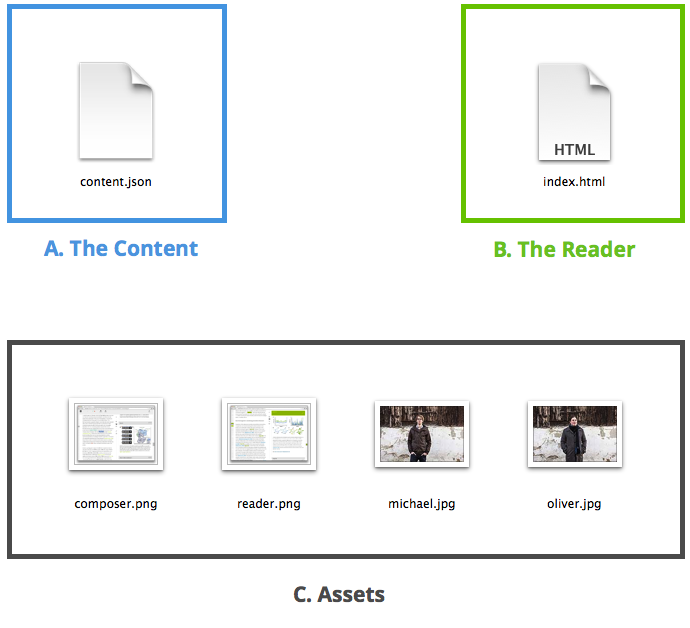 HTML
content.json
index.html
A. The Content
B. The Reader
composer.png
reader.png
michael.jpg
oliver.jpg
C. Assets